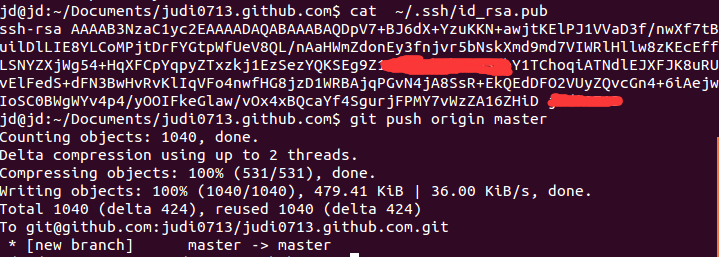 jd@jd:~/Documents/judi0713.github.com$ cat  ~/.ssh/id_rsa.pub
ssh-rsa AAAAB3NzaC1yc2EAAAADAQABAAABAQDpV7+BJ6dX+YzuKKN+awjtKElPJ1VVaD3f/nwXf7tB
uilDlLIE8YLCoMPjtDrFYGtpWfUeV8QL/nAaHWmZdonEy3fnjvr5bNskXmd9md7VIWRlHllw8zKEcEff
LSNYZXjWg54+HqXFCpYqpyZTxzkj1EzSezYQKSEg9Z1 Y1TChoqiATNdlEJXFJK8uRU
vElFedS+dFN3BwHvRvKlIqVFo4nwfHG8jzD1WRBAjqPGvN4jA8SSR+EkQEdDFO2VUyZQvcGn4+6iAejw
IoSC0BWgWYv4p4/yOOIFkeGlaw/vOx4xBQcaYf4SgurjFPMY7vWzZA16ZHiD
jd@jd:~/Documents/judi0713.github.com$ git push origin master
Counting objects: 1040, done.
Delta compression using up to 2 threads.
Compressing objects: 100% (531/531), done.
Writing objects: 100% (1040/1040), 479.41 KiB | 36.00 KiB/s, done.
Total 1040 (delta 424), reused 1040 (delta 424)
To git@github.com:judi0713/judi0713.github.com.git
 * [new branch]      master -> master